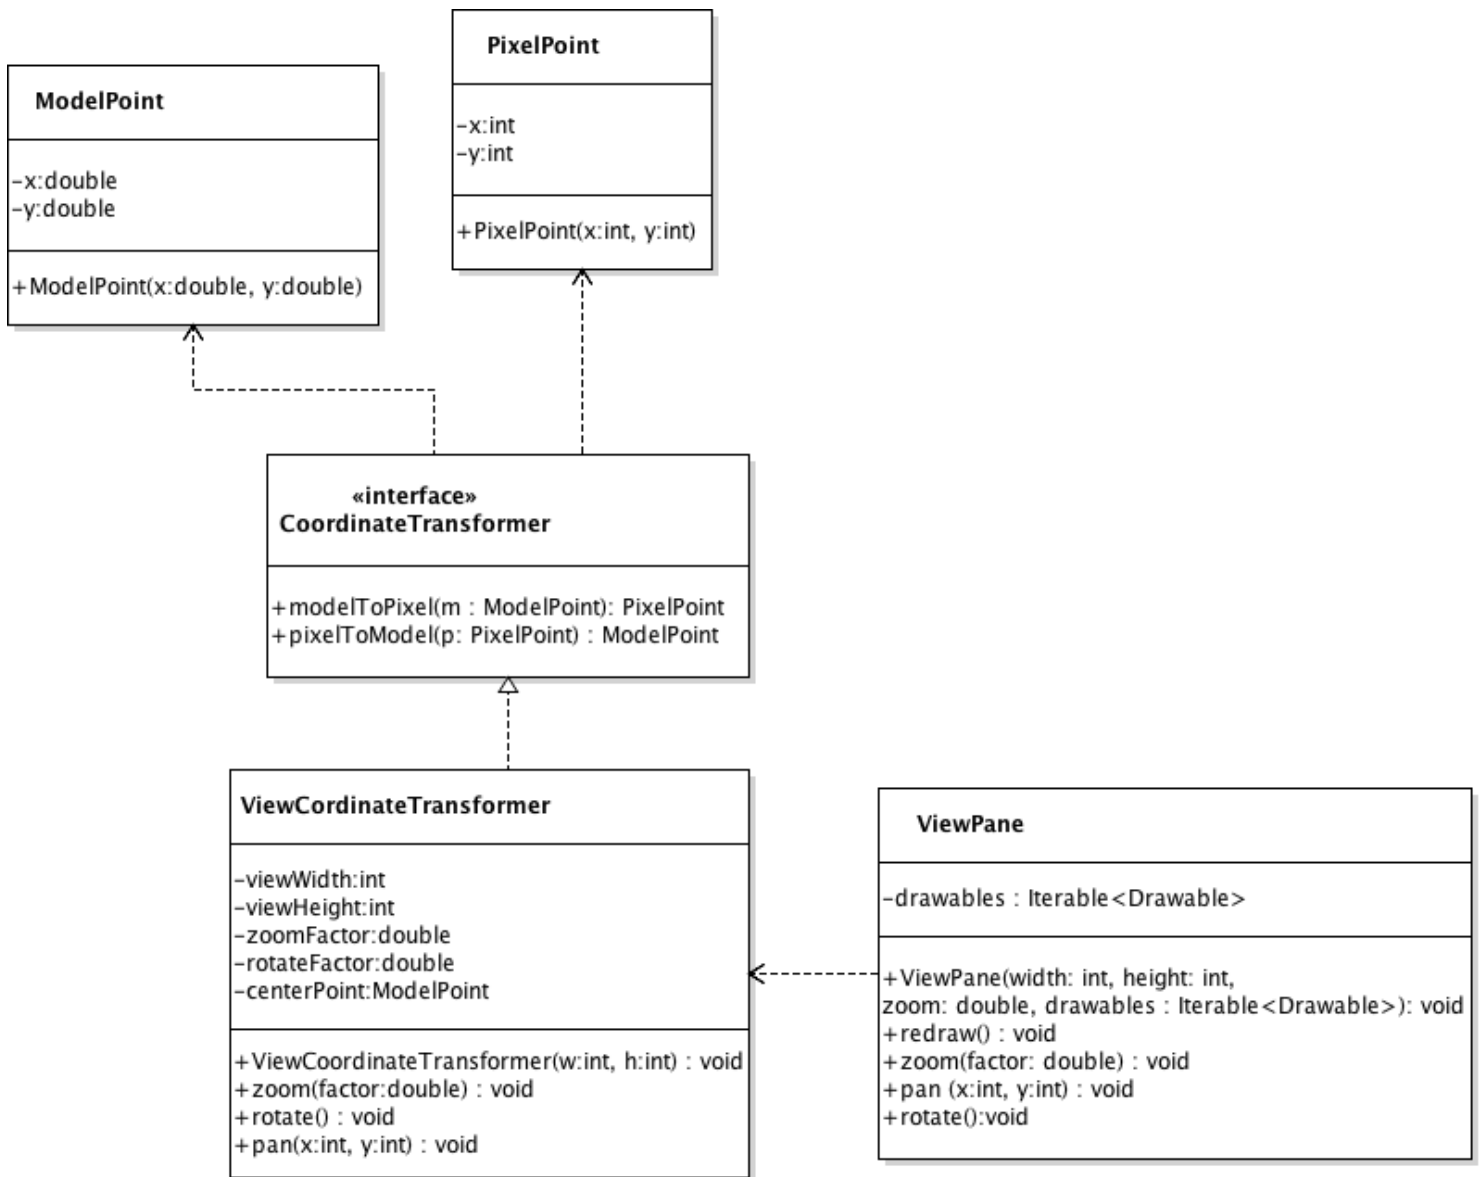 PixelPoint
-x:int
-y:int
+PixelPoint(x:int, y:int)
ModelPoint
-x:double
-y:double
+ModelPoint(x:double, y:double)
«interface»
CoordinateTransformer
+modelToPixel(m : ModelPoint): PixelPoint
+pixelToModel(p: PixelPoint) : ModelPoint
ViewCordinateTransformer
-viewWidth:int
-viewHeight:int
-zoomFactor:double
-rotateFactor:double
-centerPoint:ModelPoint
+ViewCoordinateTransformer(w:int, h:int) : void
+zoom(factor:double) : void
+rotate() : void
+pan(x:int, y:int) : void
ViewPane
-drawables : Iterable<Drawable>
+ViewPane(width: int, height: int,
zoom: double, drawables : Iterable<Drawable>): void
+redraw() : void
+zoom(factor: double) : void
+pan (x:int, y:int) : void
+rotate():void